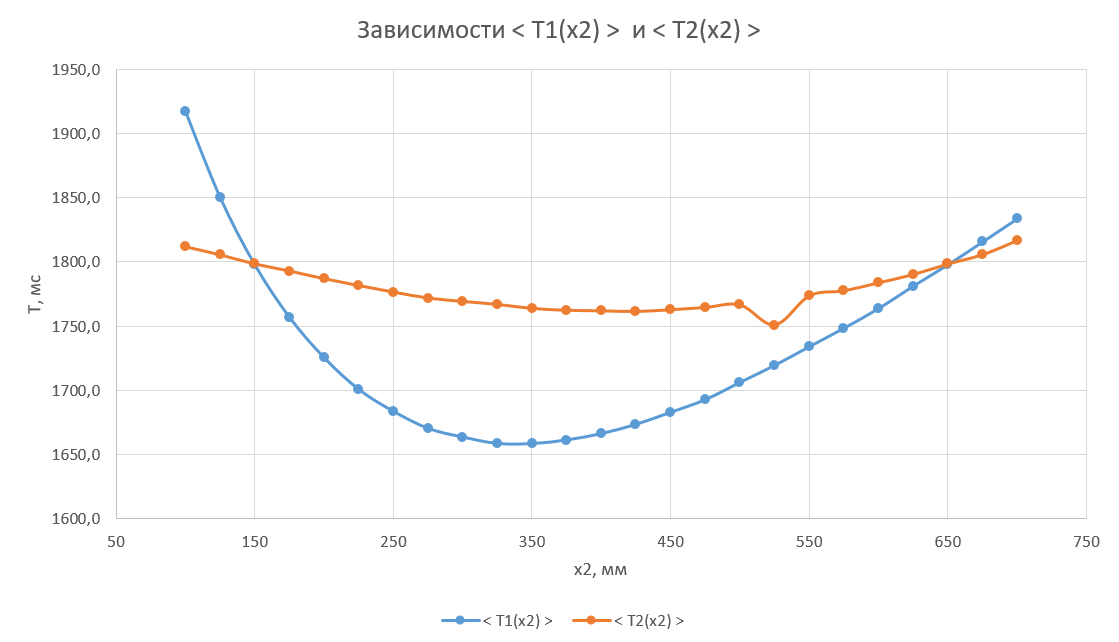 Зависимости < T1(x2) > и < T2(x2) >
1950,0
1900,0
1850,0
1800,0
1750,0
1700,0
1650,0
1600,0
T, мс
50 150 250 350 450 550 650 750
x2, мм
< T1(x2) > < T2(x2) >